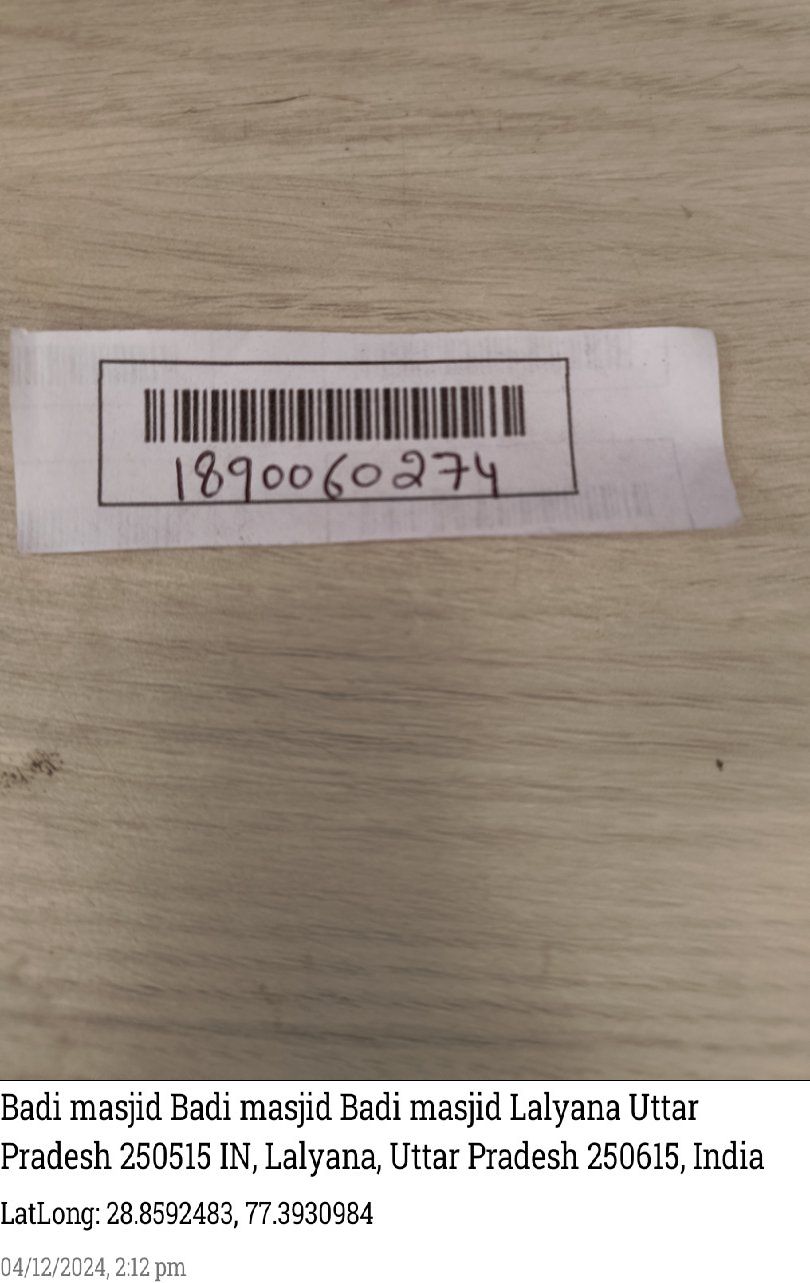 1890060274
Badi masjid Badi masjid Badi masjid Lalyana Uttar
Pradesh 250515 IN, Lalyana, Uttar Pradesh 250615, India
LatLong: 28.8592483, 77.3930984
04/12/2024, 2:12 pm